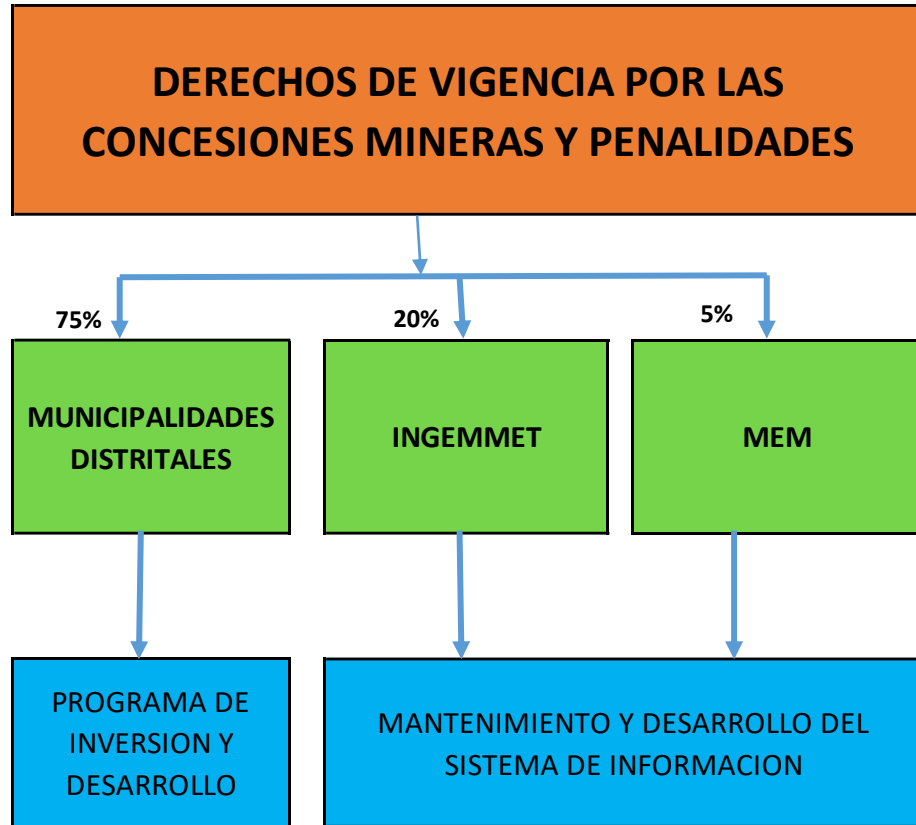 DERECHOS DE VIGENCIA POR LAS
CONCESIONES MINERAS Y PENALIDADES
75%
20%
5%
MUNICIPALIDADES
DISTRITALES
INGEMMET
MEM
PROGRAMA DE
INVERSION Y
DESARROLLO
MANTENIMIENTO Y DESARROLLO DEL
SISTEMA DE INFORMACION